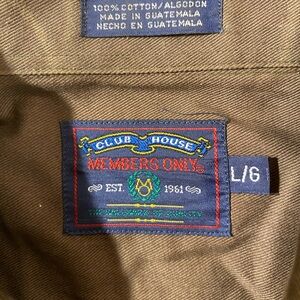 100% COTTON/ALGODON
MADE IN GUATEMALA
HECHO EN GUATEMALA
CLUB HOUSE
MEMBERS ONLY
EST. 1961
L/G